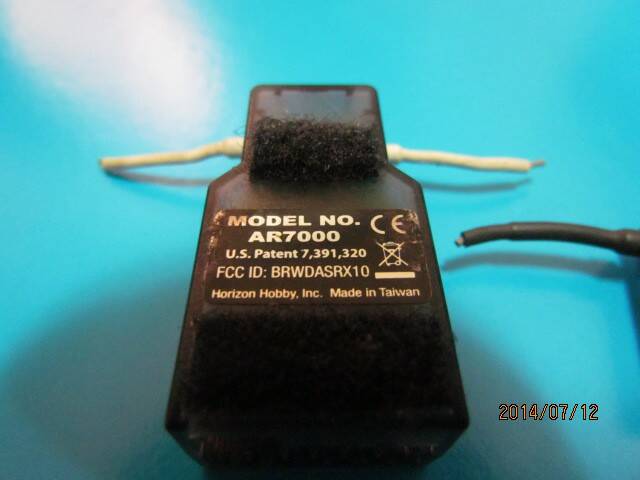 MODEL NO. CE
AR7000
U.S. Patent 7,391,320
FCC ID: BRWDASRX10
Horizon Hobby, Inc. Made in Taiwan
2014/07/12